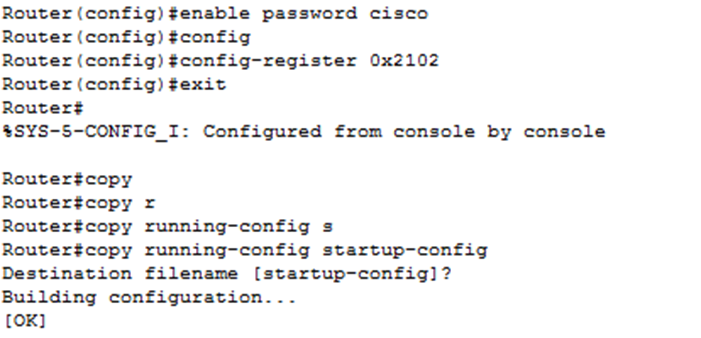 Router(config)#enable password cisco
Router(config)#config
Router(config)#config-register 0x2102
Router(config)#exit
Router#
%SYS-5-CONFIG_I: Configured from console by console
Router#copy
Router#copy r
Router#copy running-config s
Router#copy running-config startup-config
Destination filename [startup-config]?
Building configuration...
[OK]